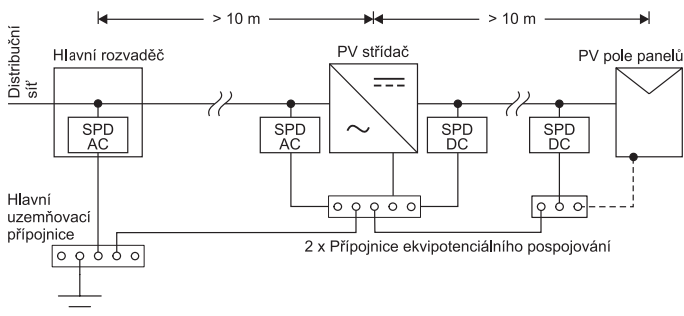 > 10 m
> 10 m
Distribuční
síť
Hlavní rozvaděč
PV střídač
PV pole panelů
SPD
AC
SPD
AC
SPD
DC
SPD
DC
Hlavní
uzemňovací
přípojnice
2 x Přípojnice ekvipotenciálního pospojování